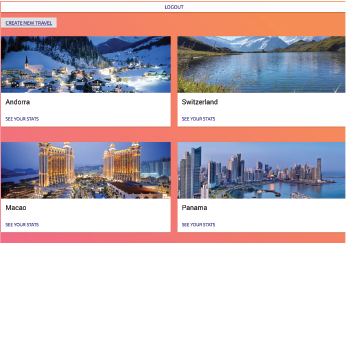 LOGOUT
CREATE NEW TRAVEL
Andorra
SEE YOUR STATS
Switzerland
SEE YOUR STATS
Macao
SEE YOUR STATS
Panama
SEE YOUR STATS